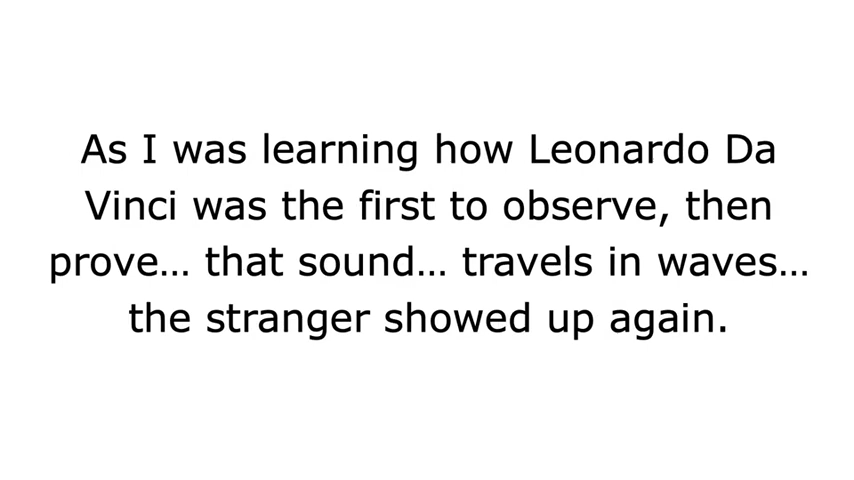 As I was learning how Leonardo Da
Vinci was the first to observe, then
prove… that sound… travels in waves…
the stranger showed up again.